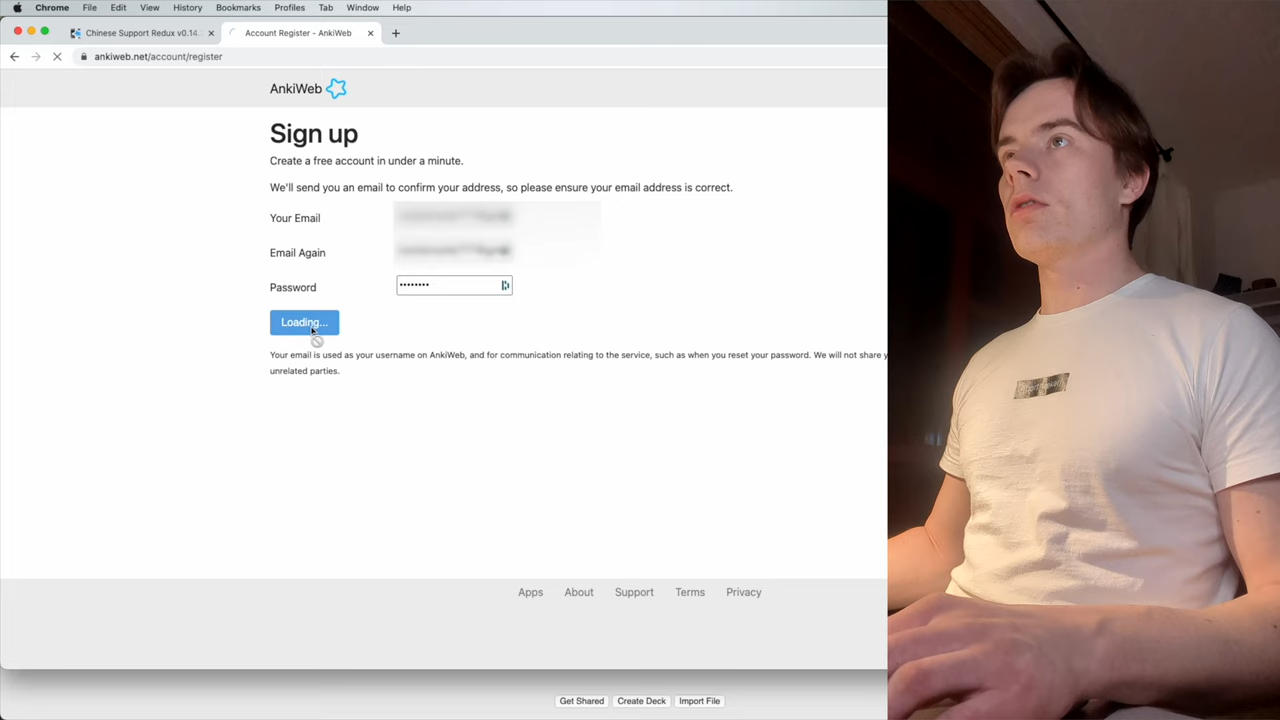 Chrome File Edit View History Bookmarks Profiles Tab Window Help
Chinese Support Redux v0.14.
Account Register - AnkiWeb
ankiweb.net/account/register
AnkiWeb
Sign up
Create a free account in under a minute.
We'll send you an email to confirm your address, so please ensure your email address is correct.
Your Email
Email Again
Password ••••••••
Loading...
Your email is used as your username on AnkiWeb, and for communication relating to the service, such as when you reset your password. We will not share
unrelated parties.
Apps About Support Terms Privacy
Get Shared Create Deck Import File